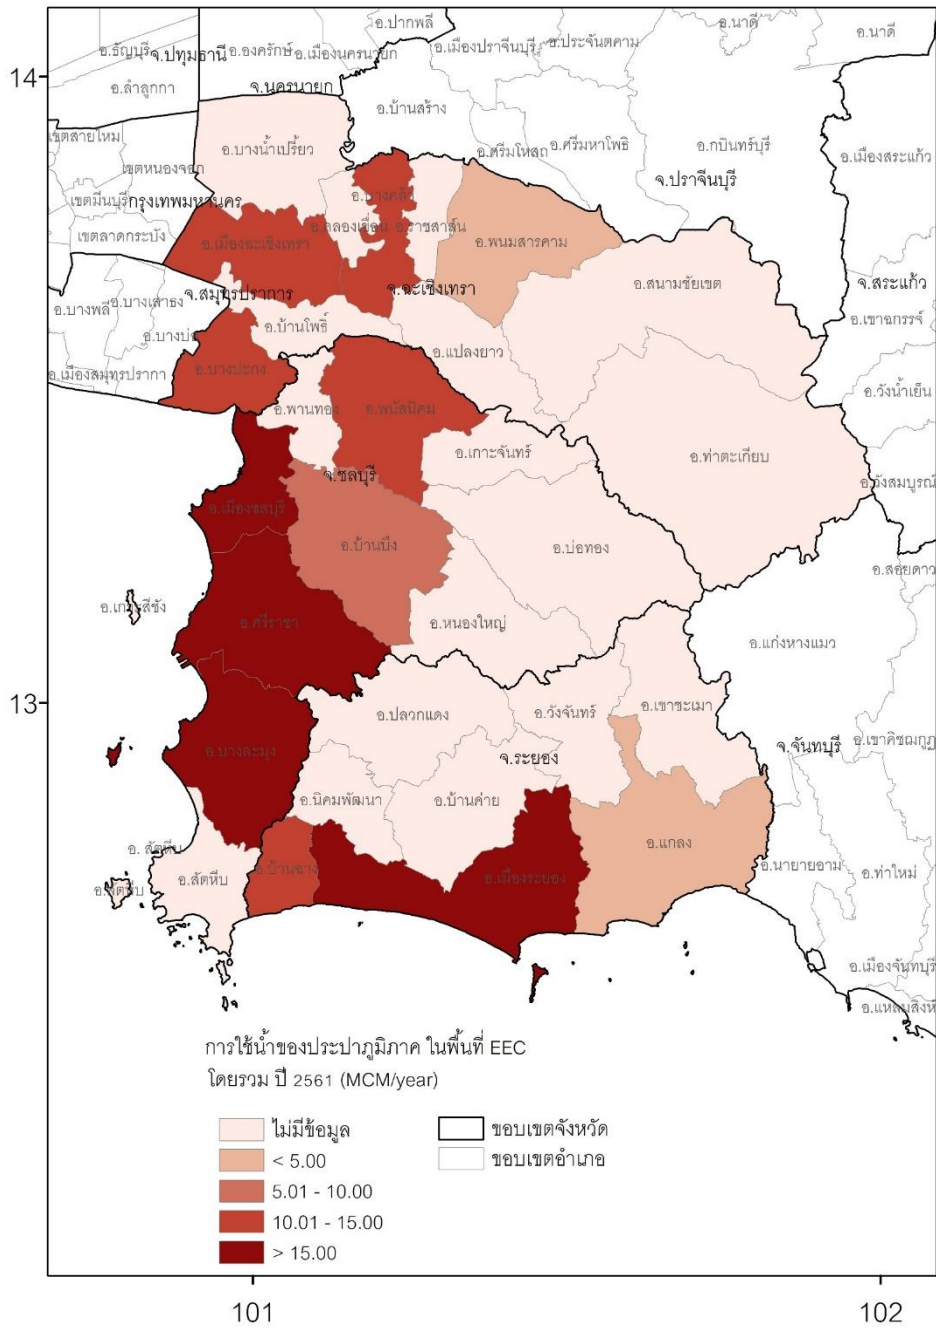 อ.ปากพลี
อ.ธัญบุรี
จ.ปทุมธานี
อ.องครักษ์
อ.เมืองนครนายก
อ.เมืองปราจีนบุรี
อ.ประจันตคาม
อ.นาดี
อ.นาดี
14
อ.ลำลูกกา
จ.นครนายก
อ.บ้านสร้าง
เขตสายไหม
อ.บางน้ำเปรี้ยว
อ.ศรีมโหสถ
อ.ศรีมหาโพธิ
อ.กบินทร์บุรี
อ.เมืองสระแก้ว
เขตหนองจอก
จ.ปราจีนบุรี
เขตมีนบุรี
กรุงเทพมหานคร
อ.บางคล้า
อ.คลองเขื่อน
อ.ราชสาส์น
เขตลาดกระบัง
อ.เมืองฉะเชิงเทรา
อ.พนมสารคาม
อ.สนามชัยเขต
จ.สระแก้ว
จ.สมุทรปราการ
จ.ฉะเชิงเทรา
อ.บางพลี
อ.บางเสาธง
อ.บางบ่อ
อ.บ้านโพธิ์
อ.เขาฉกรรจ์
อ.แปลงยาว
อ.เมืองสมุทรปรากา
อ.บางปะกง
อ.วังน้ำเย็น
อ.พานทอง
อ.พนัสนิคม
อ.เกาะจันทร์
อ.ท่าตะเกียบ
จ.ชลบุรี
อ.วังสมบูรณ์
อ.เมืองชลบุรี
อ.บ้านบึง
อ.บ่อทอง
อ.สอยดาว
อ.เกาะสีชัง
อ.ศรีราชา
อ.หนองใหญ่
อ.แก่งหางแมว
13
อ.ปลวกแดง
อ.วังจันทร์
อ.เขาชะเมา
อ.บางละมุง
จ.ระยอง
จ.จันทบุรี
อ.เขาคิชฌกูฏ
อ.นิคมพัฒนา
อ.บ้านค่าย
อ. สัตหีบ
อ.แกลง
อ.สัตหีบ
อ.สัตหีบ
อ.บ้านฉาง
อ.เมืองระยอง
อ.นายายอาม
อ.ท่าใหม่
อ.เมืองจันทบุรี
อ.แหลมสิงห์
การใช้น้ำของประปาภูมิภาค ในพื้นที่ EEC
โดยรวม ปี 2561 (MCM/year)
ไม่มีข้อมูล
ขอบเขตจังหวัด
< 5.00
ขอบเขตอำเภอ
5.01 - 10.00
10.01 - 15.00
> 15.00
101
102